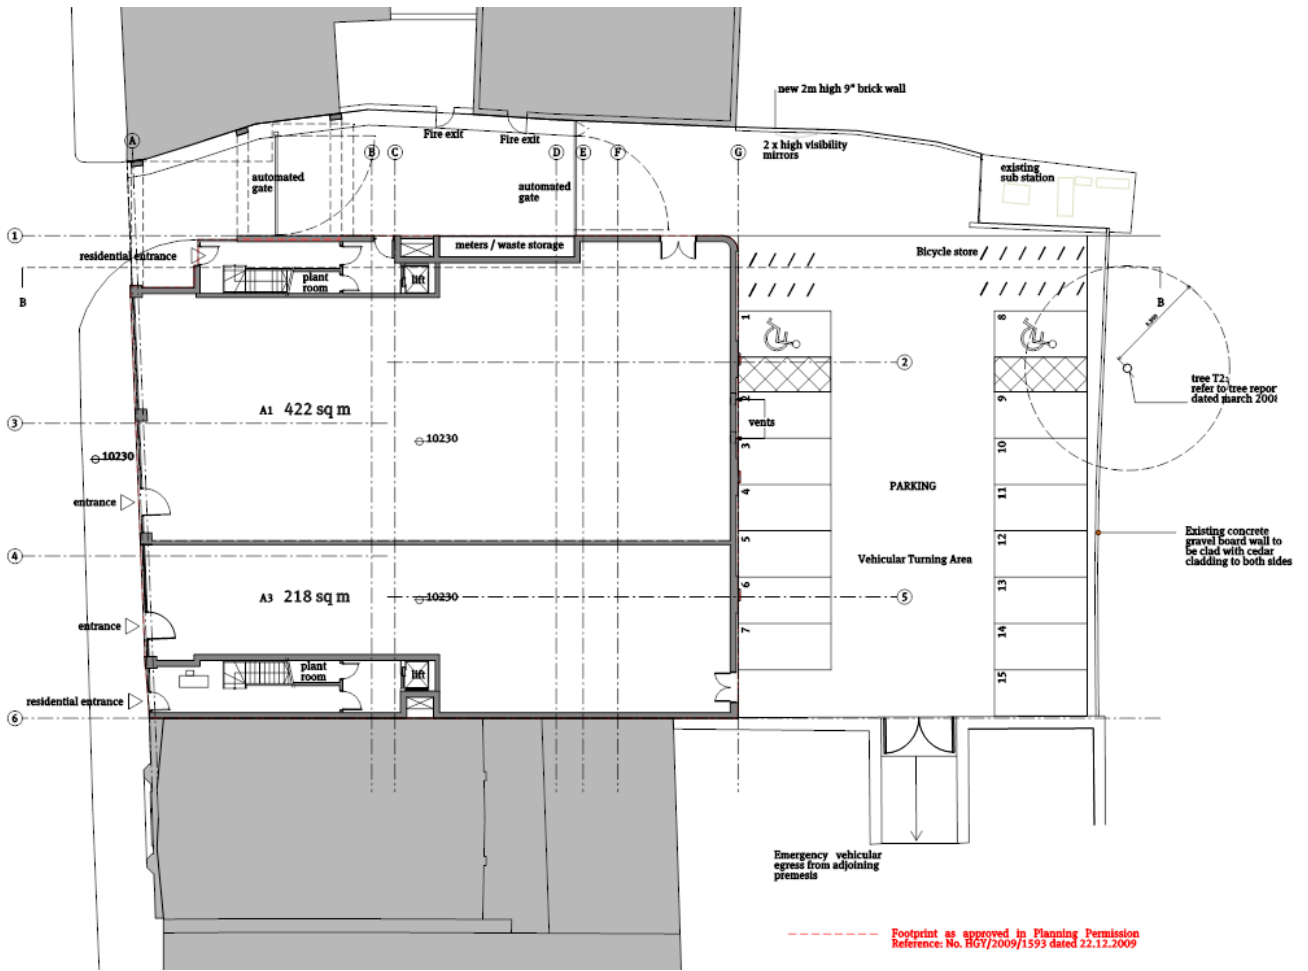 new 2m high 9" brick wall
Fire exit
Fire exit
2 x high visibility
mirrors
A
B
C
D
E
F
G
existing
sub station
automated
gate
automated
gate
1
residential entrance
meters / waste storage
Bicycle store
plant
room
lift
B
B
1
8
2
tree T2:
refer to tree repor
dated march 2008
A1 422 sq m
2
9
vents
3
10230
3
10
10230
PARKING
4
11
entrance
Existing concrete
gravel board wall to
be clad with cedar
cladding to both sides
5
12
4
Vehicular Turning Area
6
13
A3 218 sq m
10230
5
entrance
7
14
plant
room
lift
15
residential entrance
6
Emergency vehicular
egress from adjoining
premesis
Footprint as approved in Planning Permission
Reference: No. HGY/2009/1593 dated 22.12.2009